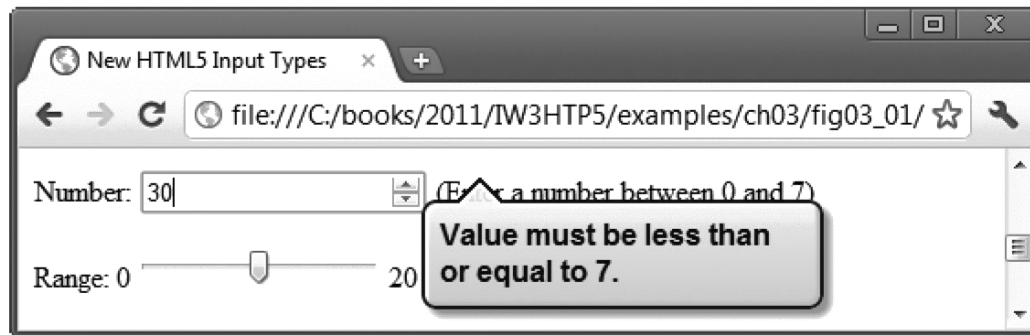 New HTML5 Input Types
file:///C:/books/2011/IW3HTP5/examples/ch03/fig03_01/
Number: 30 (Enter a number between 0 and 7)
Value must be less than
or equal to 7.
Range: 0 20